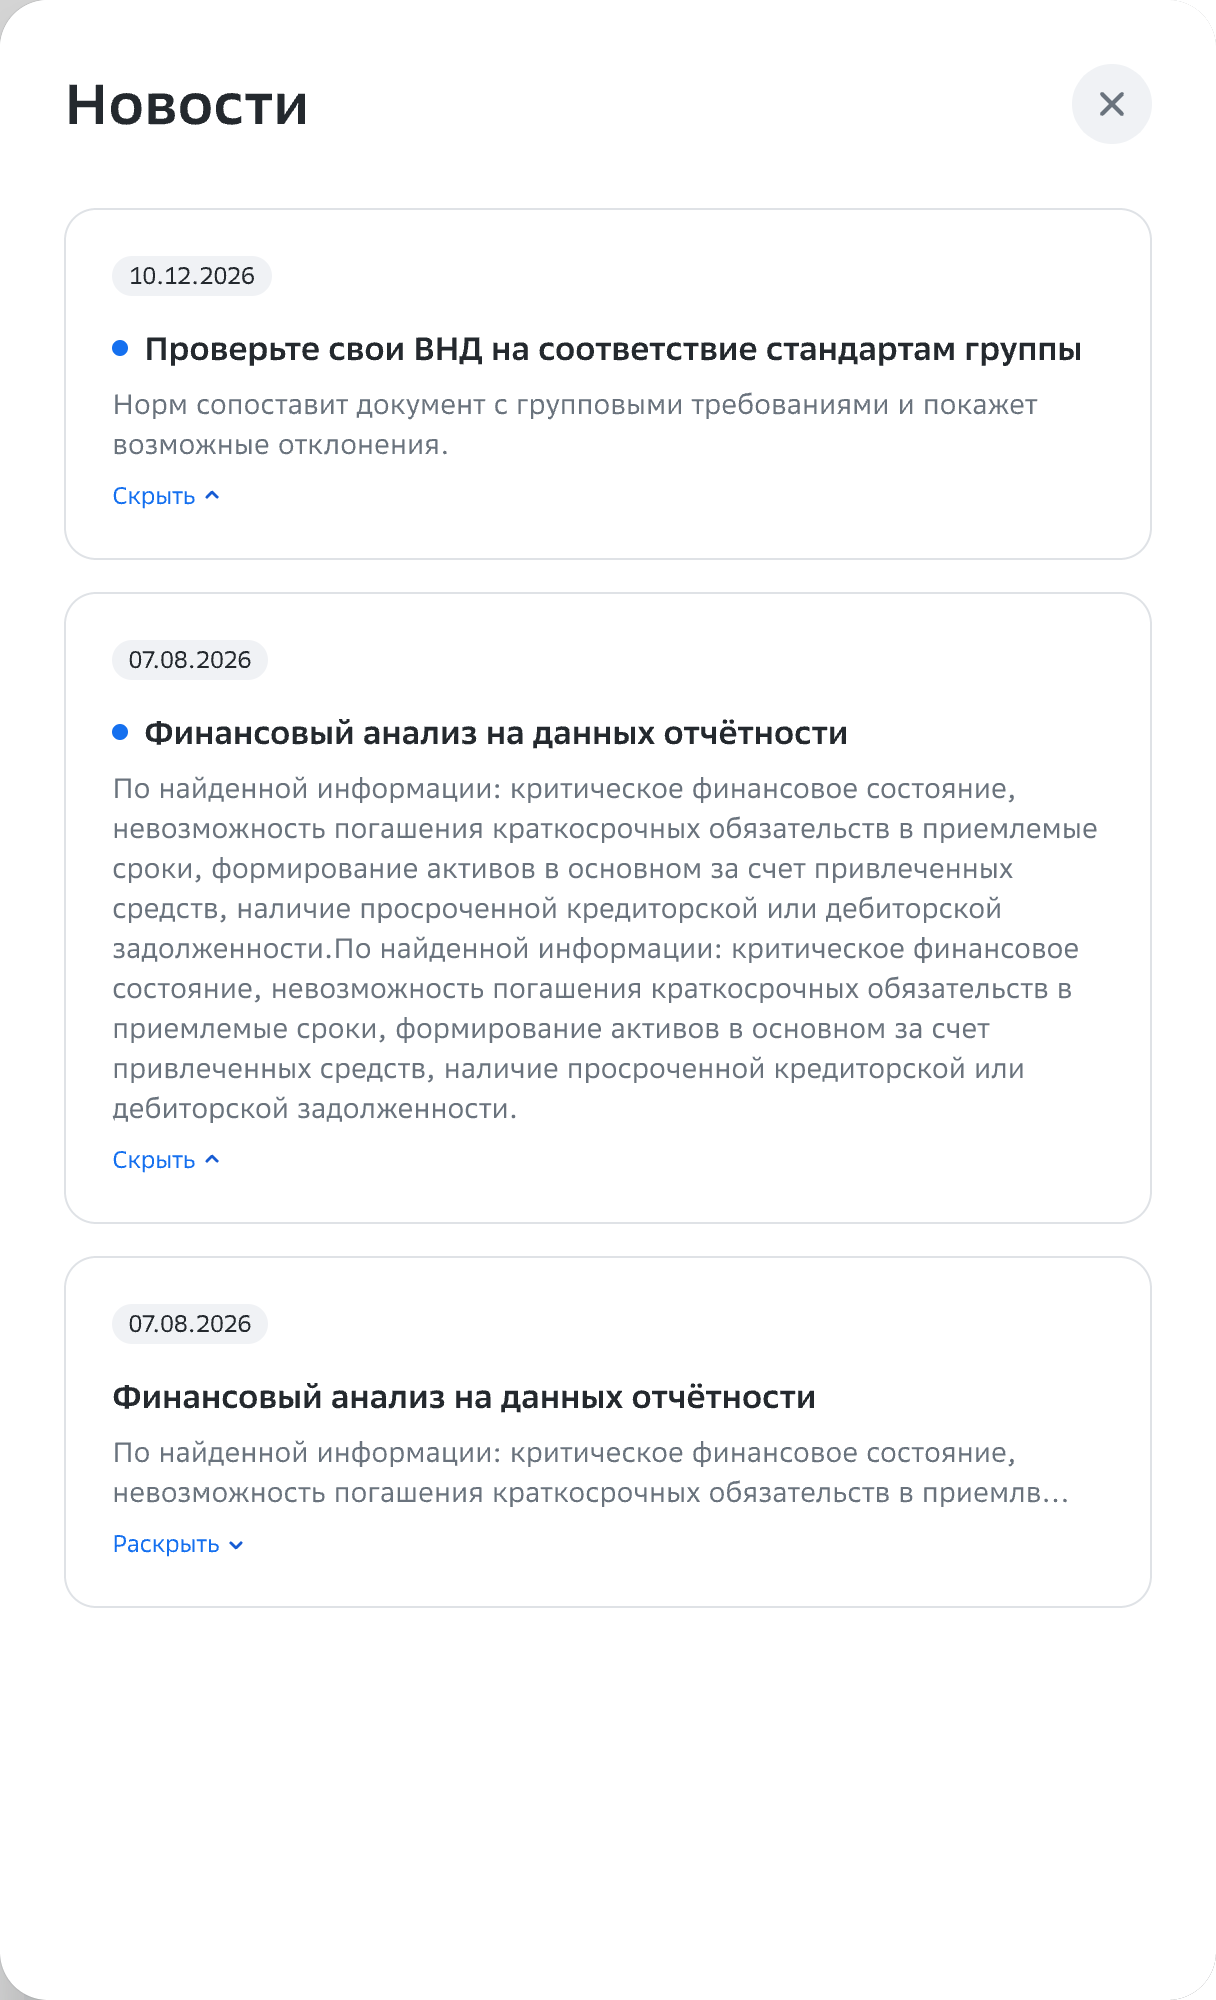 Новости
10.12.2026
Проверьте свои ВНД на соответствие стандартам группы
Норм сопоставит документ с групповыми требованиями и покажет
возможные отклонения.
Скрыть
07.08.2026
Финансовый анализ на данных отчётности
По найденной информации: критическое финансовое состояние,
невозможность погашения краткосрочных обязательств в приемлемые
сроки, формирование активов в основном за счет привлеченных
средств, наличие просроченной кредиторской или дебиторской
задолженности.По найденной информации: критическое финансовое
состояние, невозможность погашения краткосрочных обязательств в
приемлемые сроки, формирование активов в основном за счет
привлеченных средств, наличие просроченной кредиторской или
дебиторской задолженности.
Скрыть
07.08.2026
Финансовый анализ на данных отчётности
По найденной информации: критическое финансовое состояние,
невозможность погашения краткосрочных обязательств в приемлв...
Раскрыть